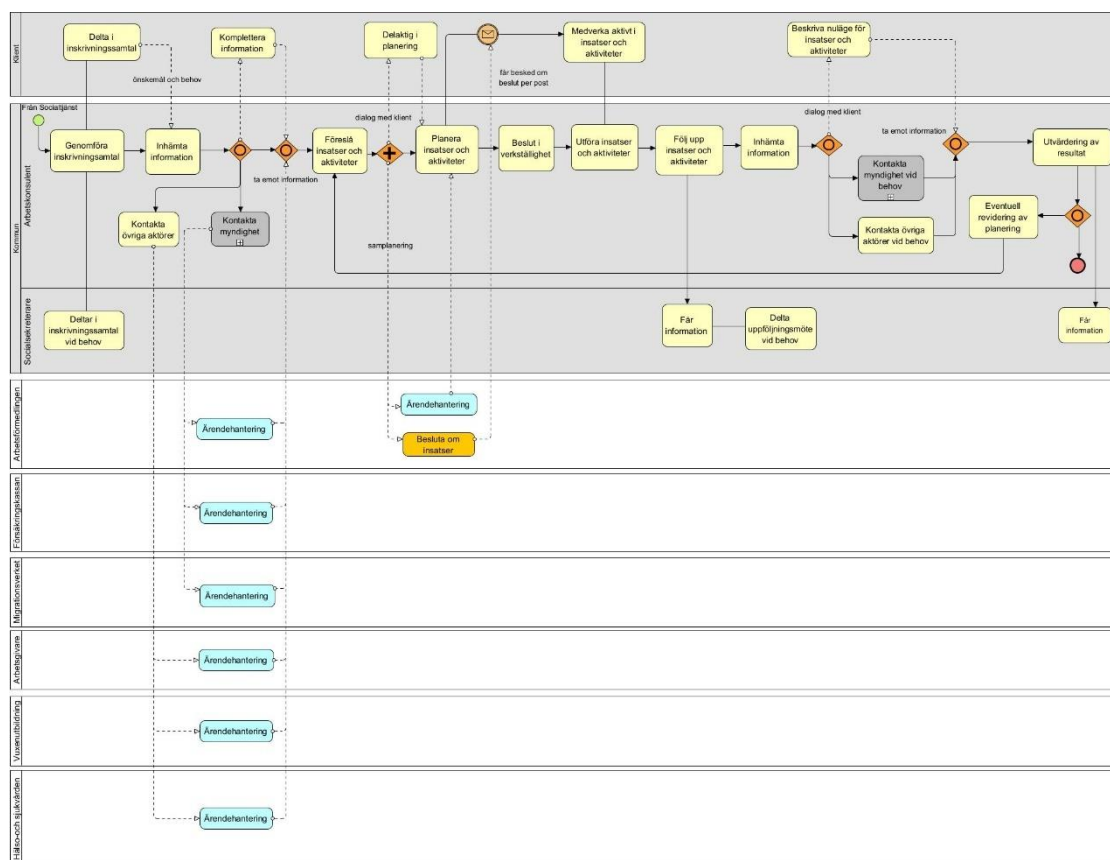 Klient
Delta i
inskrivningssamtal
Komplettera
information
Delaktig i
planering
Medverka aktivt i
insatser och
aktiviteter
Beskriva nuläge för
insatser och
aktiviteter
önskemål och behov
får besked om
beslut per post
dialog med klient
dialog med klient
Kommun
Arbetskonsulent
Från Socialtjänst
Genomföra
inskrivningsamtal
Inhämta
information
Föreslå
insatser och
aktiviteter
Planera
insatser och
aktiviteter
Beslut i
verkställighet
Utföra insatser
och aktiviteter
Följ upp
insatser och
aktiviteter
Inhämta
information
ta emot information
Utvärdering av
resultat
ta emot information
Kontakta
myndighet vid
behov
Kontakta
övriga aktörer
Kontakta
myndighet
Kontakta övriga
aktörer vid behov
Eventuell
revidering av
planering
samplanering
Socialsekreterare
Deltar i
inskrivningssamtal
vid behov
Får
information
Delta
uppföljningsmöte
vid behov
Får
information
Arbetsförmedlingen
Ärendehantering
Ärendehantering
Besluta om
insatser
Försäkringskassan
Ärendehantering
Migrationsverket
Ärendehantering
Arbetsgivare
Ärendehantering
Vuxenutbildning
Ärendehantering
Hälso-och sjukvården
Ärendehantering